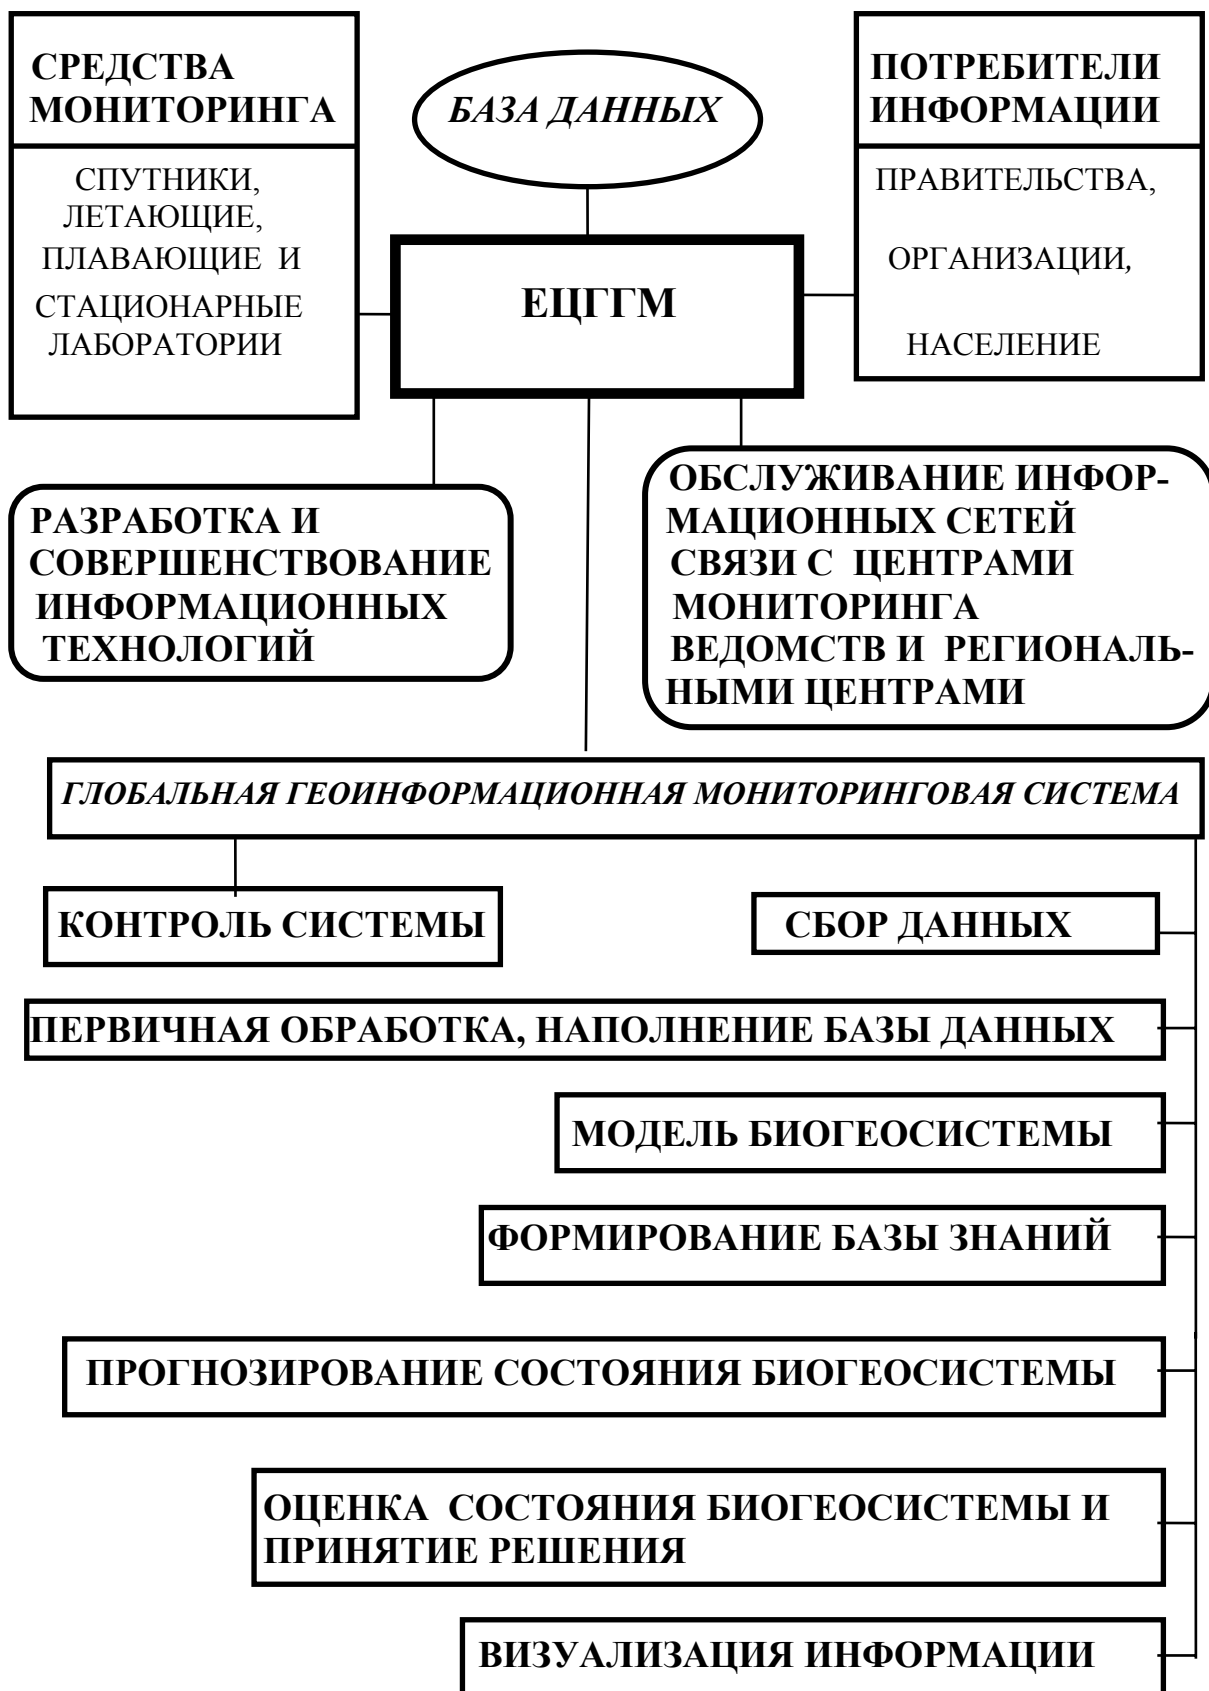 СРЕДСТВА
МОНИТОРИНГА
СПУТНИКИ,
ЛЕТАЮЩИЕ,
ПЛАВАЮЩИЕ И
СТАЦИОНАРНЫЕ
ЛАБОРАТОРИИ
БАЗА ДАННЫХ
ПОТРЕБИТЕЛИ
ИНФОРМАЦИИ
ПРАВИТЕЛЬСТВА,
ОРГАНИЗАЦИИ,
НАСЕЛЕНИЕ
ЕЦГГМ
РАЗРАБОТКА И
СОВЕРШЕНСТВОВАНИЕ
ИНФОРМАЦИОННЫХ
ТЕХНОЛОГИЙ
ОБСЛУЖИВАНИЕ ИНФОР-
МАЦИОННЫХ СЕТЕЙ
СВЯЗИ С ЦЕНТРАМИ
МОНИТОРИНГА
ВЕДОМСТВ И РЕГИОНАЛЬ-
НЫМИ ЦЕНТРАМИ
ГЛОБАЛЬНАЯ ГЕОИНФОРМАЦИОННАЯ МОНИТОРИНГОВАЯ СИСТЕМА
КОНТРОЛЬ СИСТЕМЫ
СБОР ДАННЫХ
ПЕРВИЧНАЯ ОБРАБОТКА, НАПОЛНЕНИЕ БАЗЫ ДАННЫХ
МОДЕЛЬ БИОГЕОСИСТЕМЫ
ФОРМИРОВАНИЕ БАЗЫ ЗНАНИЙ
ПРОГНОЗИРОВАНИЕ СОСТОЯНИЯ БИОГЕОСИСТЕМЫ
ОЦЕНКА СОСТОЯНИЯ БИОГЕОСИСТЕМЫ И
ПРИНЯТИЕ РЕШЕНИЯ
ВИЗУАЛИЗАЦИЯ ИНФОРМАЦИИ